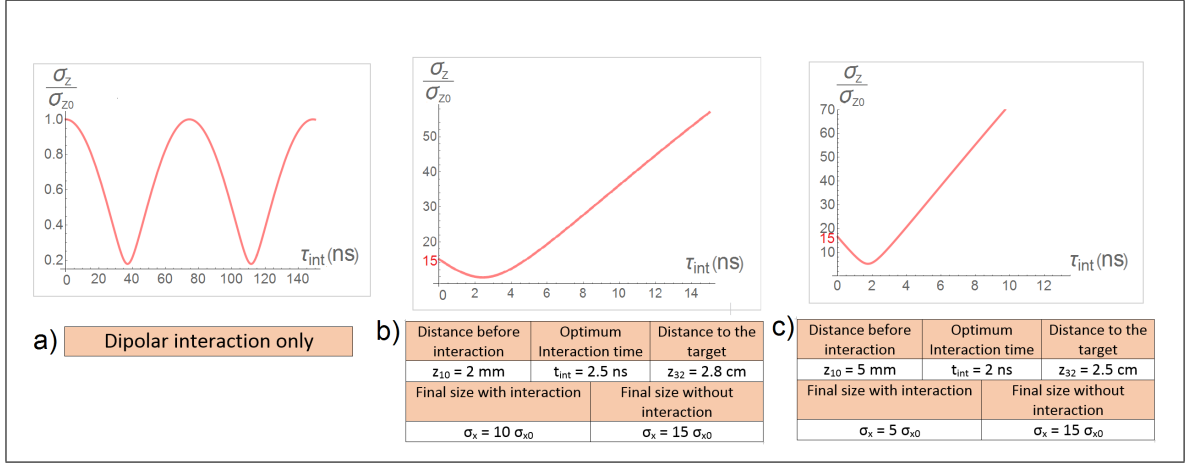 σz
σz0
1.0
0.8
0.6
0.4
0.2
0 20 40 60 80 100 120 140
τint (ns)
a) Dipolar interaction only
σz
σz0
50
40
30
20
15
0 2 4 6 8 10 12 14
τint (ns)
b)
Distance before interaction | Optimum Interaction time | Distance to the target
z10 = 2 mm | tint = 2.5 ns | z32 = 2.8 cm
Final size with interaction | Final size without interaction
σx = 10 σx0 | σx = 15 σx0
σz
σz0
70
60
50
40
30
20
15
10
0 2 4 6 8 10 12
τint (ns)
c)
Distance before interaction | Optimum Interaction time | Distance to the target
z10 = 5 mm | tint = 2 ns | z32 = 2.5 cm
Final size with interaction | Final size without interaction
σx = 5 σx0 | σx = 15 σx0